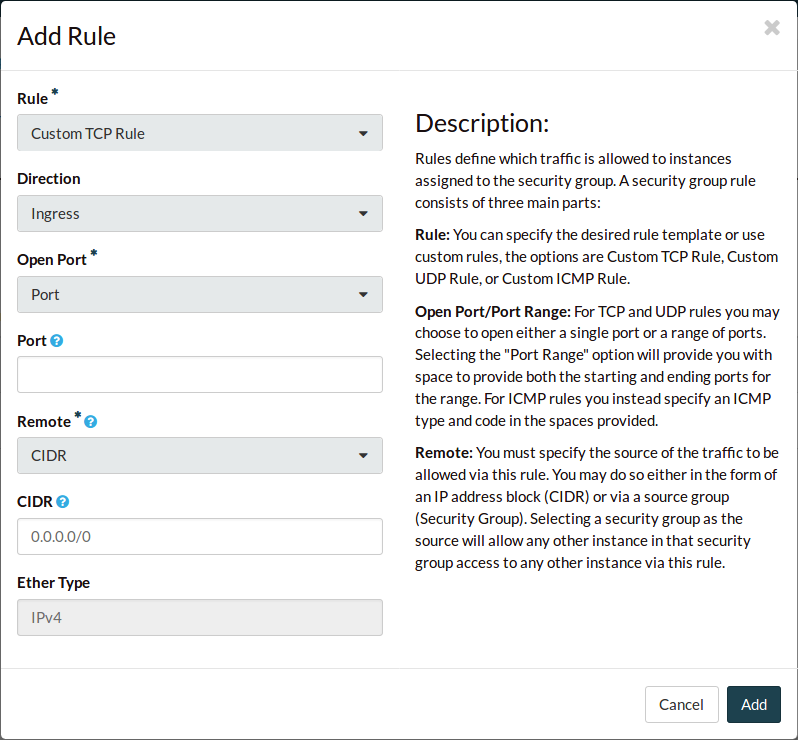 Add Rule
×
Rule *
Custom TCP Rule
Direction
Ingress
Open Port *
Port
Port ?
Remote * ?
CIDR
CIDR ?
0.0.0.0/0
Ether Type
IPv4
Description:
Rules define which traffic is allowed to instances
assigned to the security group. A security group rule
consists of three main parts:
Rule: You can specify the desired rule template or use
custom rules, the options are Custom TCP Rule, Custom
UDP Rule, or Custom ICMP Rule.
Open Port/Port Range: For TCP and UDP rules you may
choose to open either a single port or a range of ports.
Selecting the "Port Range" option will provide you with
space to provide both the starting and ending ports for
the range. For ICMP rules you instead specify an ICMP
type and code in the spaces provided.
Remote: You must specify the source of the traffic to be
allowed via this rule. You may do so either in the form of
an IP address block (CIDR) or via a source group
(Security Group). Selecting a security group as the
source will allow any other instance in that security
group access to any other instance via this rule.
Cancel
Add